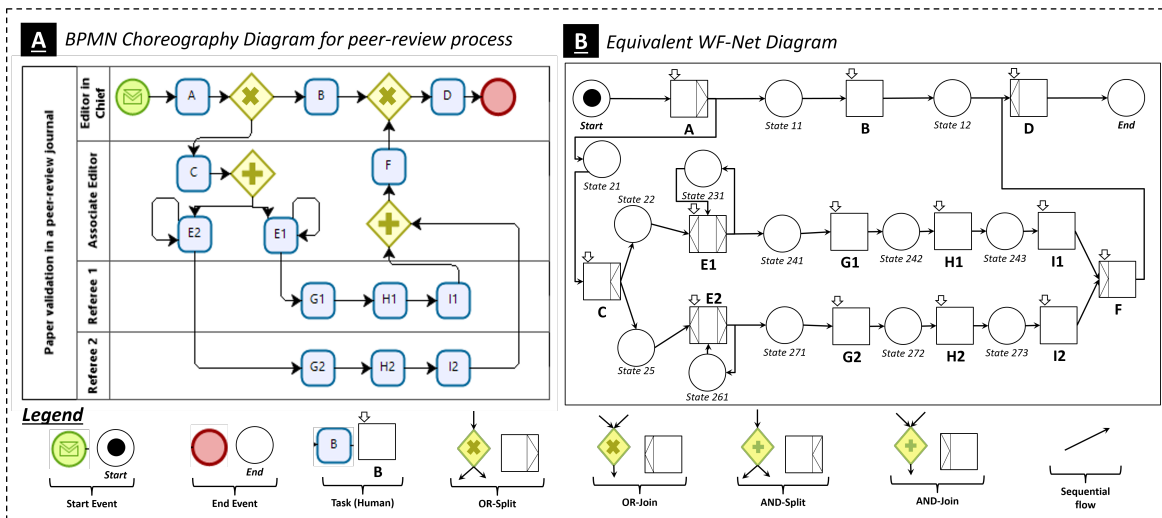 A BPMN Choreography Diagram for peer-review process
Paper validation in a peer-review journal
Editor in
Chief
A
B
D
Associate Editor
C
F
E2
E1
Referee 1
G1
H1
I1
Referee 2
G2
H2
I2
B Equivalent WF-Net Diagram
Start
A
State 11
B
State 12
D
End
State 21
State 22
State 231
E1
State 241
G1
State 242
H1
State 243
I1
C
E2
F
State 25
State 261
State 271
G2
State 272
H2
State 273
I2
Legend
Start
Start Event
End
End Event
B
B
Task (Human)
OR-Split
OR-Join
AND-Split
AND-Join
Sequential
flow